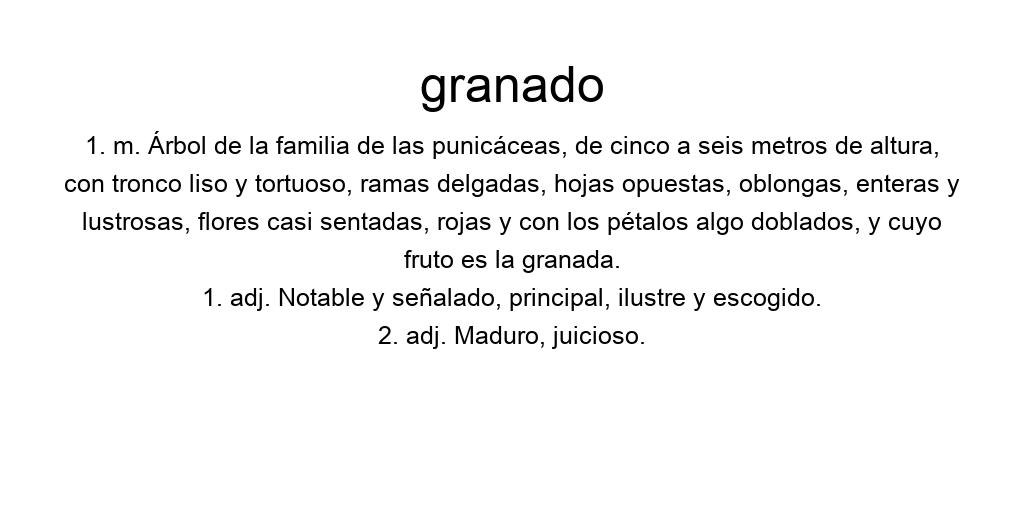 granado
1. m. Árbol de la familia de las punicáceas, de cinco a seis metros de altura,
con tronco liso y tortuoso, ramas delgadas, hojas opuestas, oblongas, enteras y
lustrosas, flores casi sentadas, rojas y con los pétalos algo doblados, y cuyo
fruto es la granada.
1. adj. Notable y señalado, principal, ilustre y escogido.
2. adj. Maduro, juicioso.